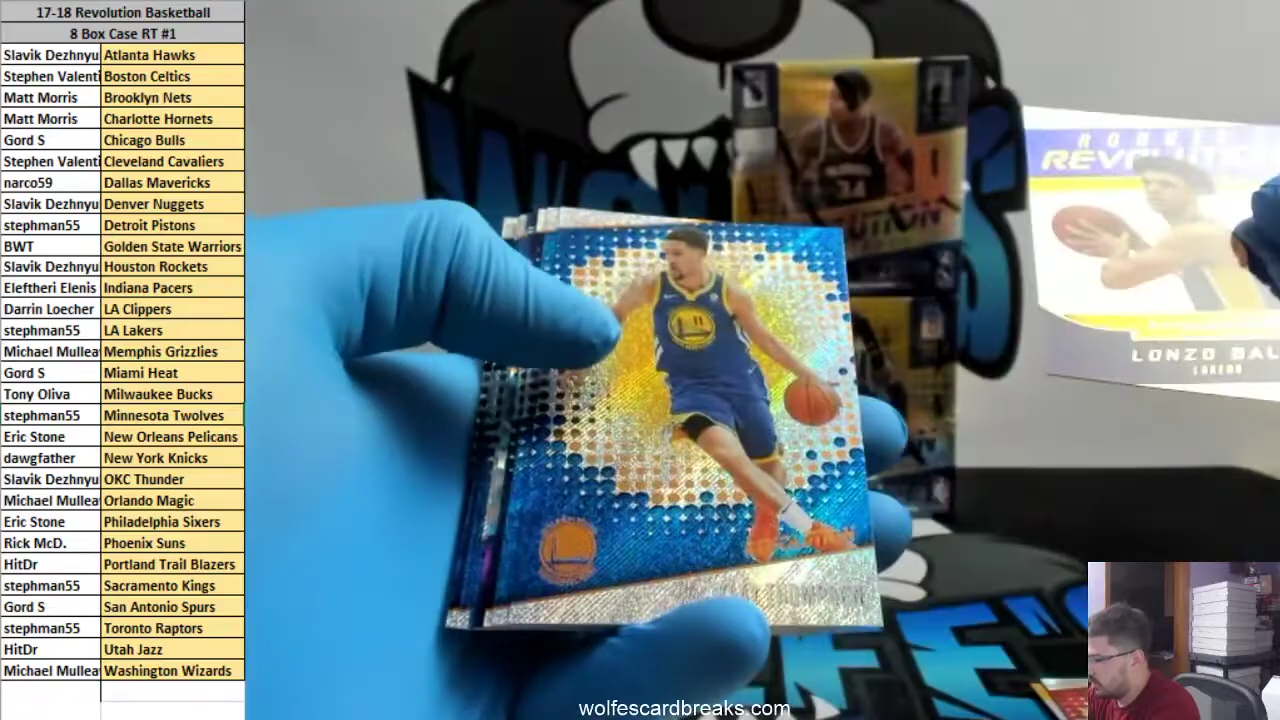 17-18 Revolution Basketball
8 Box Case RT #1
Slavik Dezhnyu Atlanta Hawks
Stephen Valenti Boston Celtics
Matt Morris Brooklyn Nets
Matt Morris Charlotte Hornets
Gord S Chicago Bulls
Stephen Valenti Cleveland Cavaliers
narco59 Dallas Mavericks
Slavik Dezhnyu Denver Nuggets
stephman55 Detroit Pistons
BWT Golden State Warriors
Slavik Dezhnyu Houston Rockets
Eleftheri Elenis Indiana Pacers
Darrin Loecher LA Clippers
stephman55 LA Lakers
Michael Mullea Memphis Grizzlies
Gord S Miami Heat
Tony Oliva Milwaukee Bucks
stephman55 Minnesota Twolves
Eric Stone New Orleans Pelicans
dawgfather New York Knicks
Slavik Dezhnyu OKC Thunder
Michael Mullea Orlando Magic
Eric Stone Philadelphia Sixers
Rick McD. Phoenix Suns
HitDr Portland Trail Blazers
stephman55 Sacramento Kings
Gord S San Antonio Spurs
stephman55 Toronto Raptors
HitDr Utah Jazz
Michael Mullea Washington Wizards
11
THOMPSON
34
REVOLUTION
LONZO BAL
LAKERS
wolfescardbreaks.com